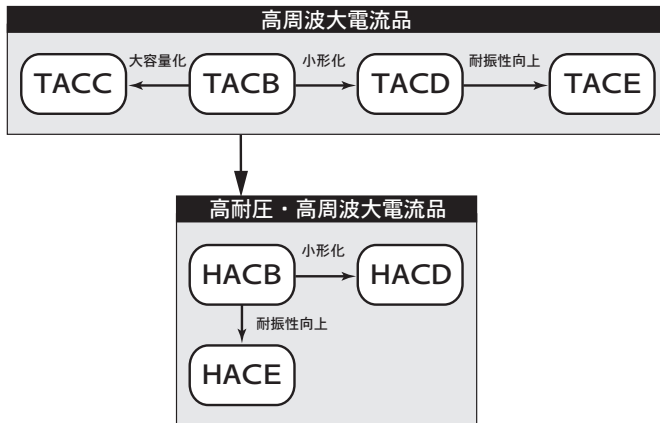 高周波大電流品
大容量化 小形化 耐振性向上
TACC TACB TACD TACE
高耐圧・高周波大電流品
小形化
HACB HACD
耐振性向上
HACE